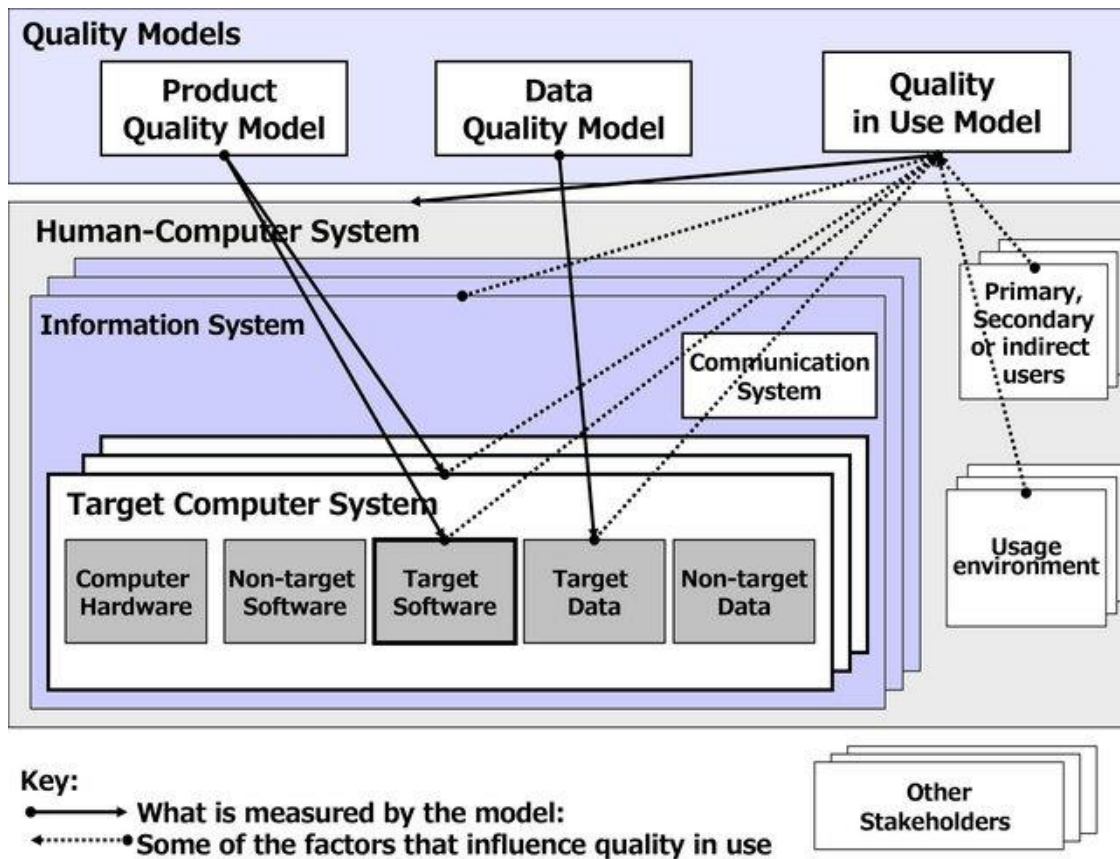 Quality Models
Product
Quality Model
Data
Quality Model
Quality
in Use Model
Human-Computer System
Information System
Communication
System
Primary,
Secondary
or indirect
users
Target Computer System
Computer
Hardware
Non-target
Software
Target
Software
Target
Data
Non-target
Data
Usage
environment
Key:
What is measured by the model:
Some of the factors that influence quality in use
Other
Stakeholders